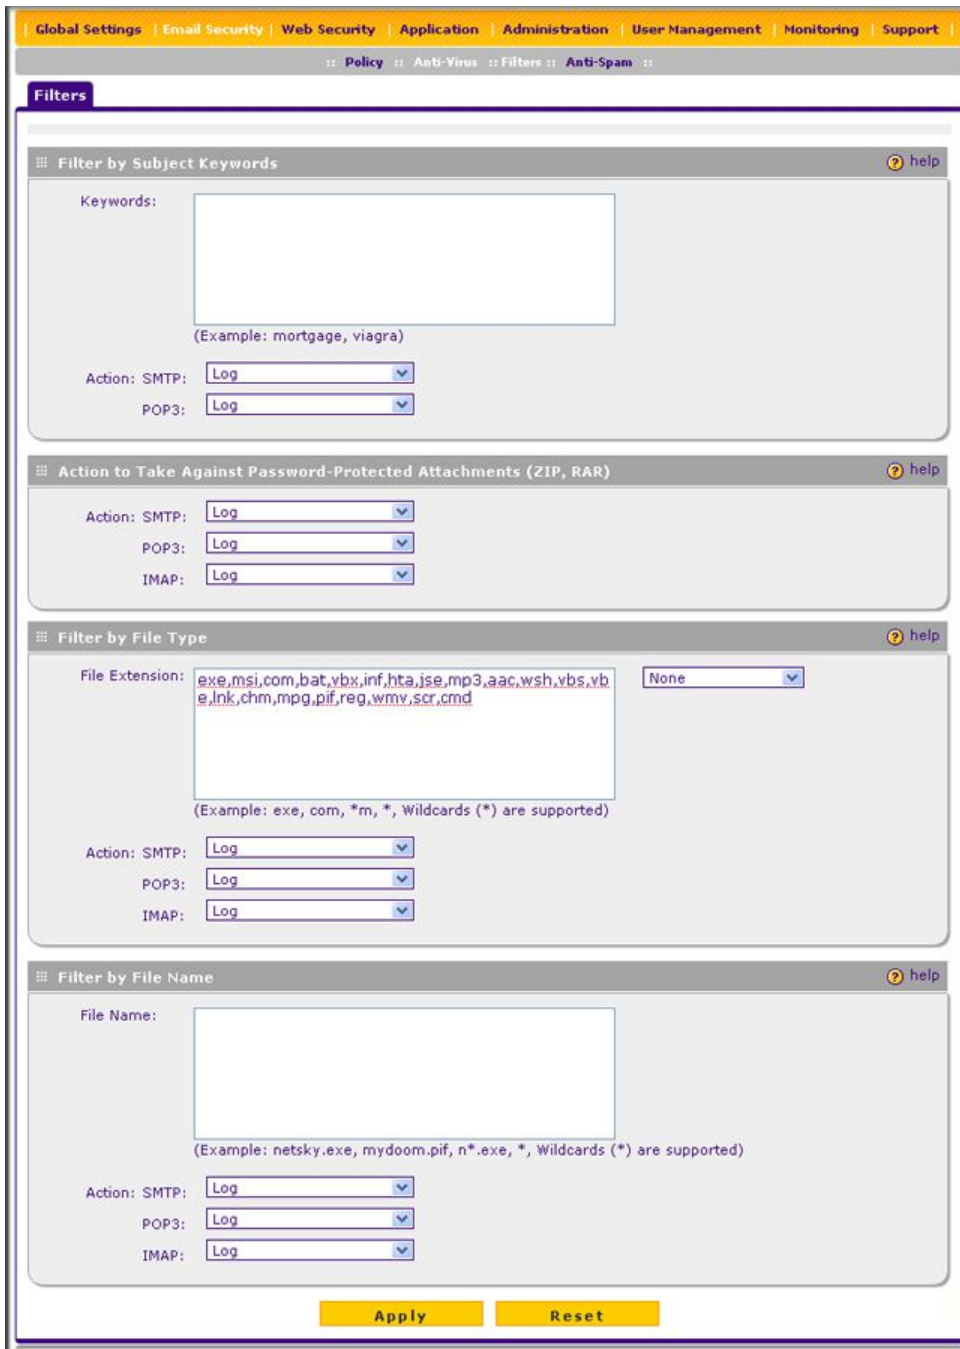 | Global Settings | Email Security | Web Security | Application | Administration | User Management | Monitoring | Support |
:: Policy :: Anti-Virus :: Filters :: Anti-Spam ::
Filters
Filter by Subject Keywords ? help
Keywords:
(Example: mortgage, viagra)
Action: SMTP: Log
POP3: Log
Action to Take Against Password-Protected Attachments (ZIP, RAR) ? help
Action: SMTP: Log
POP3: Log
IMAP: Log
Filter by File Type ? help
File Extension: exe,msi,com,bat,vbx,inf,hta,jse,mp3,aac,wsh,vbs,vb None
e,lnk,chm,mpg,pif,reg,wmv,scr,cmd
(Example: exe, com, *m, *, Wildcards (*) are supported)
Action: SMTP: Log
POP3: Log
IMAP: Log
Filter by File Name ? help
File Name:
(Example: netsky.exe, mydoom.pif, n*.exe, *, Wildcards (*) are supported)
Action: SMTP: Log
POP3: Log
IMAP: Log
Apply Reset